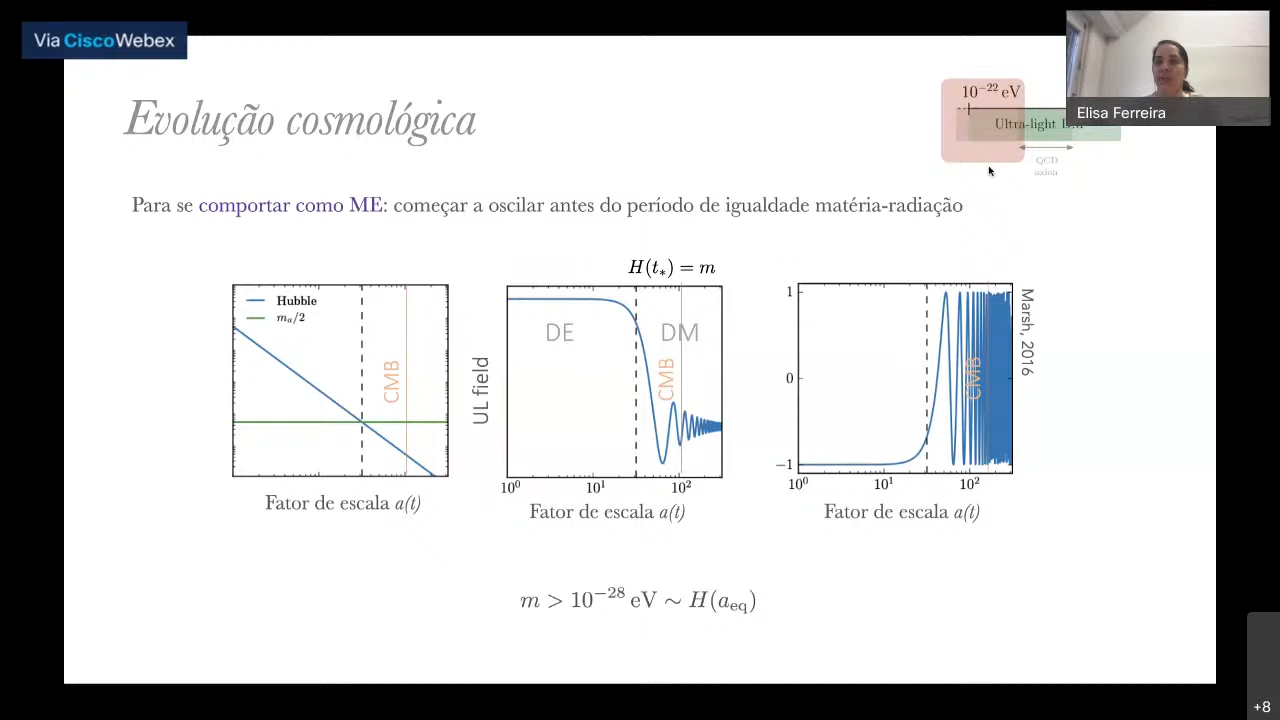 Via CiscoWebex
Evolução cosmológica
10⁻²² eV
Ultra-light DM
QCD
axion
Elisa Ferreira
Para se comportar como ME: começar a oscilar antes do período de igualdade matéria-radiação
H(t∗) = m
Hubble
mₐ/2
CMB
Fator de escala a(t)
UL field
DE
DM
CMB
10⁰ 10¹ 10²
Fator de escala a(t)
1
0
−1
CMB
10⁰ 10¹ 10²
Fator de escala a(t)
Marsh, 2016
m > 10⁻²⁸ eV ∼ H(a_eq)
+8